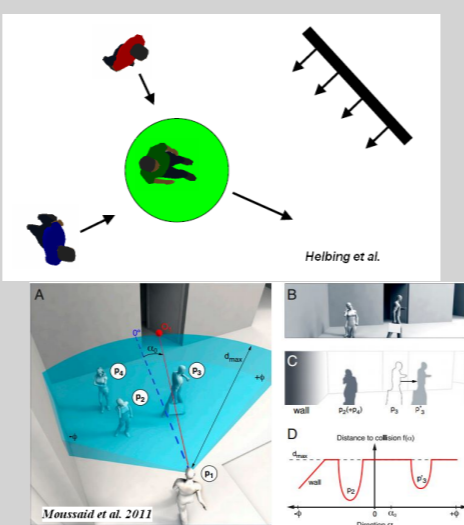 Helbing et al.
A
0°
α₀
dmax
p4
p3
p2
p1
+ϕ
-ϕ
Moussaid et al. 2011
B
C
wall
p2(+p4)
p3
p'3
D
Distance to collision f(α)
dmax
wall
p2
p'3
+ϕ
0
α₀
+ϕ